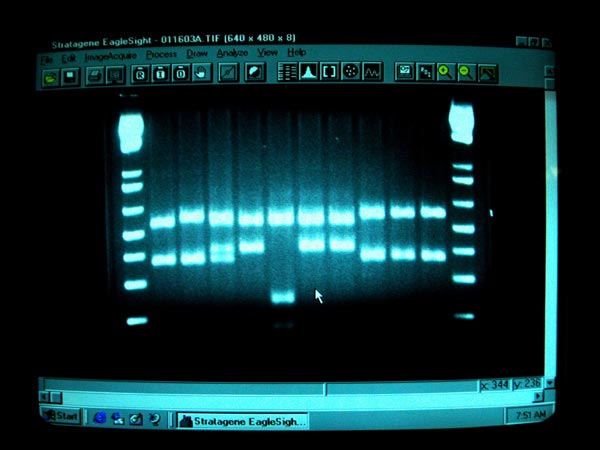 Stratagene EagleSight - 011603A.TIF [640 x 480 x 8]
File Edit ImageAcquire Process Draw Analyze View Help
x: 344 y: 236
Start Stratagene EagleSigh... 7:51 AM